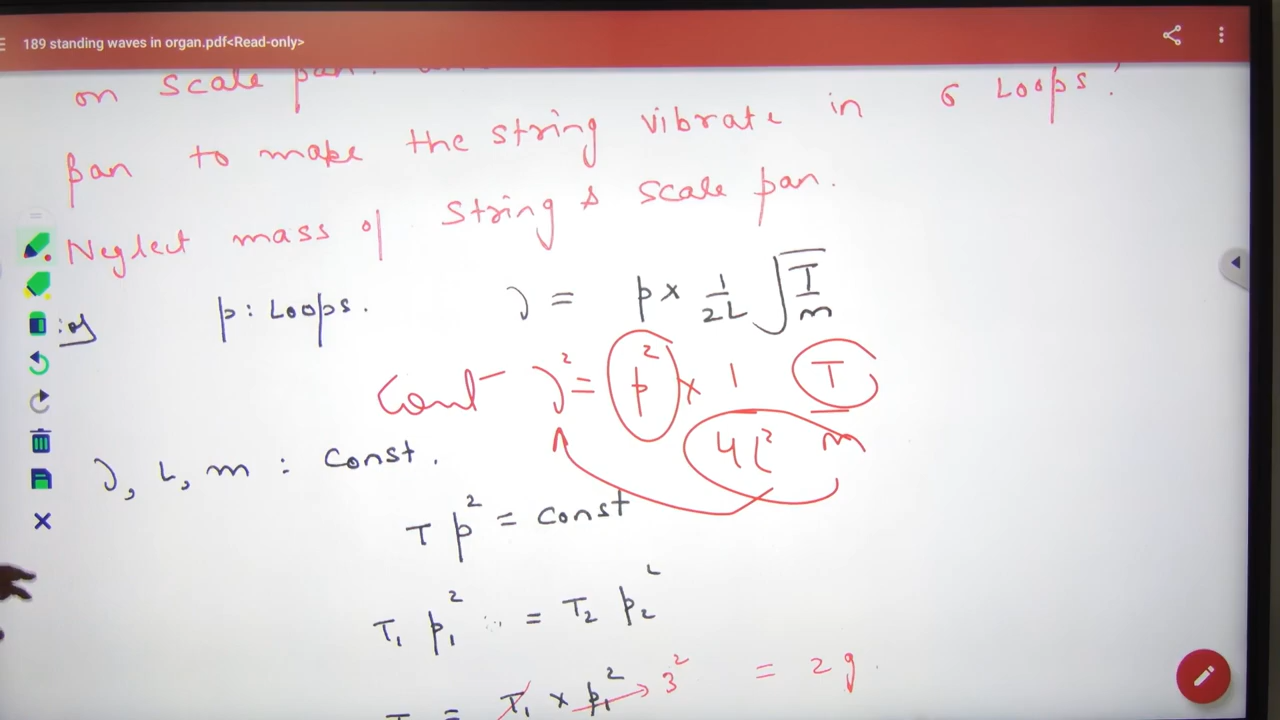 189 standing waves in organ.pdf<Read-only>
on scale pan.
pan to make the string vibrate in 6 Loops.
Neglect mass of string & scale pan.
p: Loops. ν = p × 1/2L √T/m
Const ν² = p² × 1/4L² T/m
ν, L, m : Const.
T p² = const
T₁ p₁² = T₂ p₂²
= T₁ × p₁² → 3² = 2 g